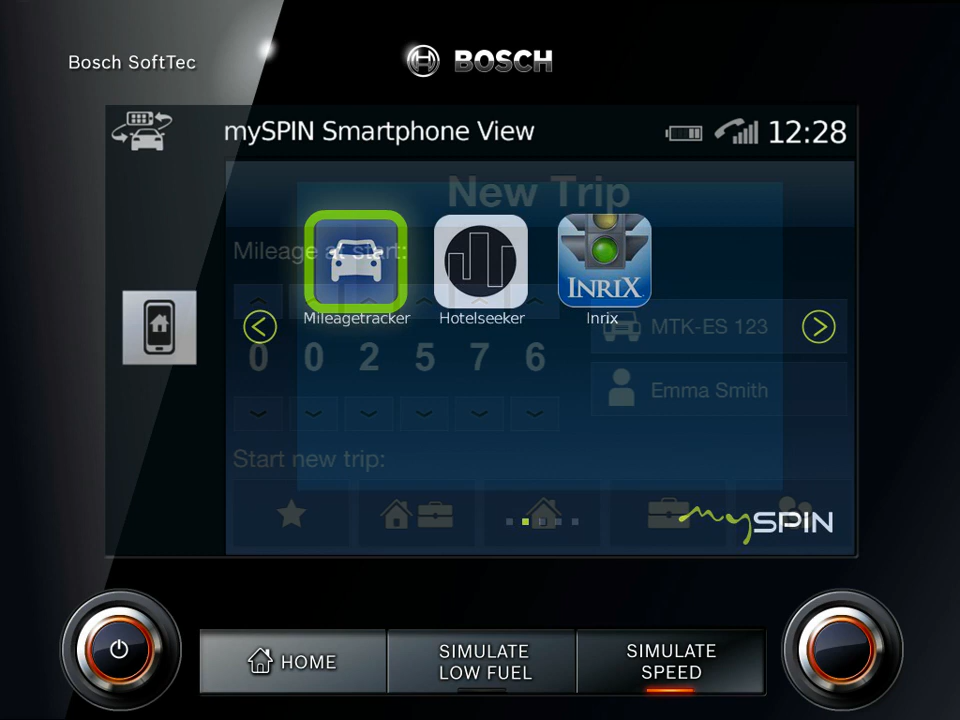 Bosch SoftTec
BOSCH
mySPIN Smartphone View
12:28
New Trip
Mileage at start:
INRIX
Mileagetracker
Hotelseeker
Inrix
MTK-ES 123
0 0 2 5 7 6
Emma Smith
Start new trip:
mySPIN
HOME
SIMULATE
LOW FUEL
SIMULATE
SPEED